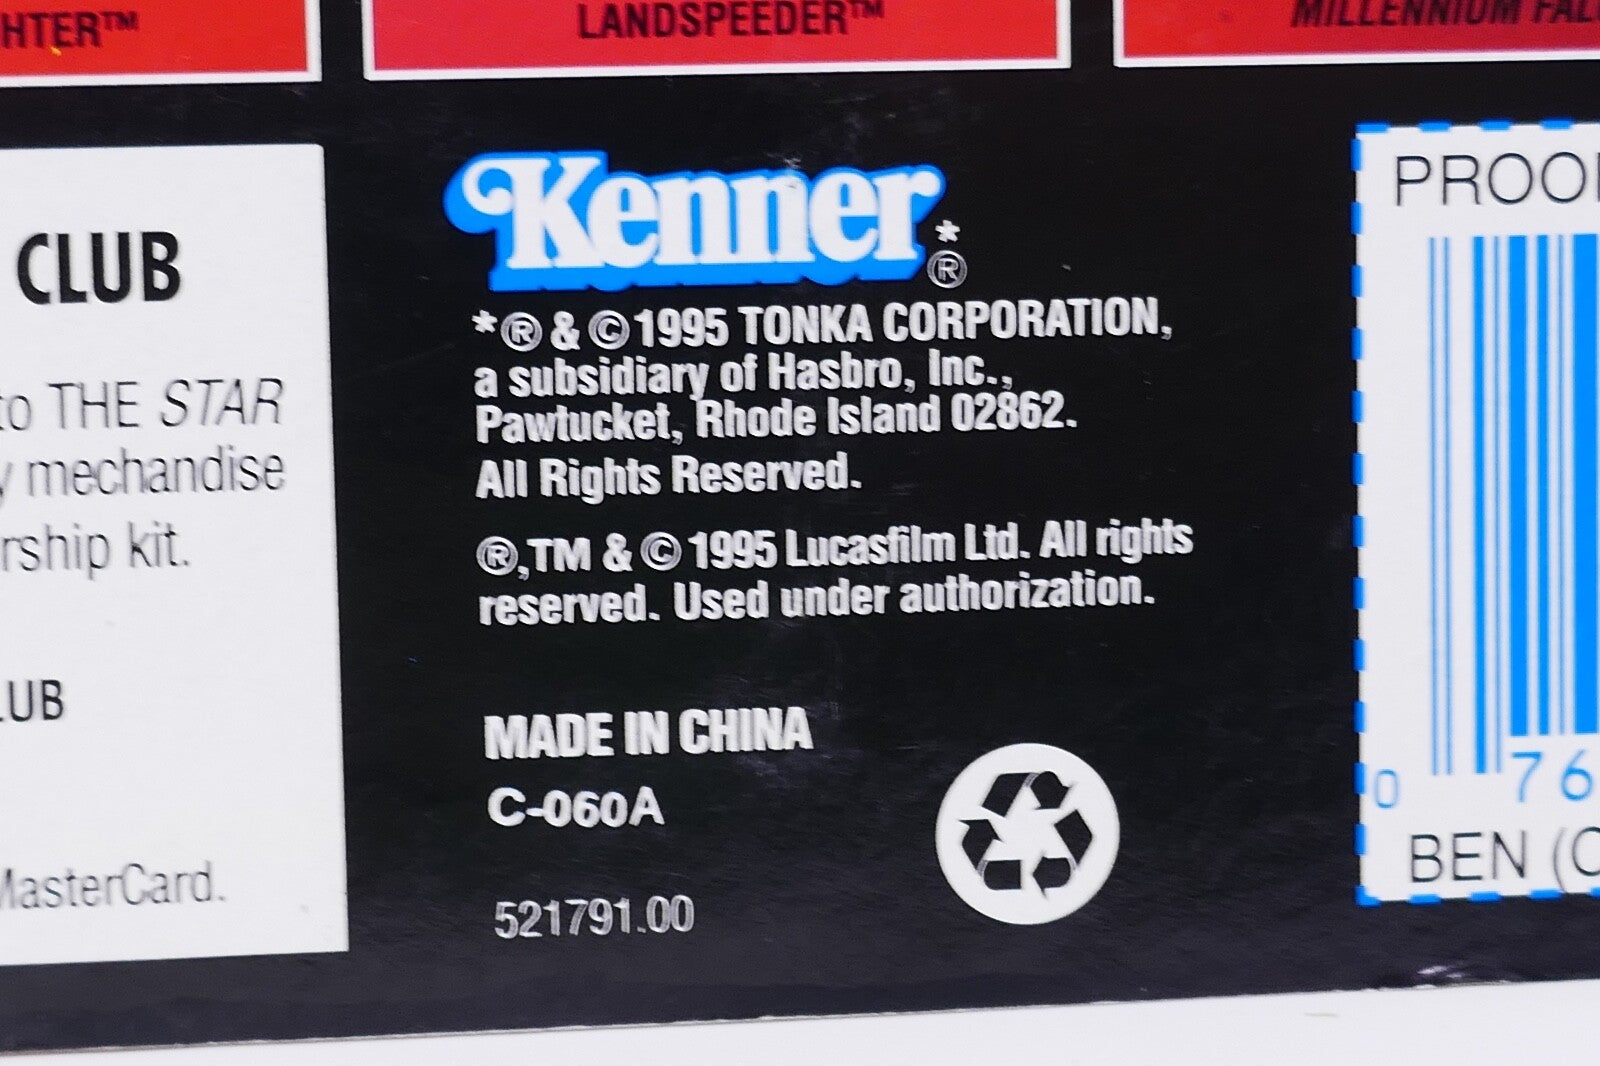 HTER™
LANDSPEEDER™
MILLENNIUM
CLUB
to THE STAR
mechandise
kit.
MasterCard.
Kenner*®
*® & © 1995 TONKA CORPORATION,
a subsidiary of Hasbro, Inc.,
Pawtucket, Rhode Island 02862.
All Rights Reserved.
®,TM & © 1995 Lucasfilm Ltd. All rights
reserved. Used under authorization.
MADE IN CHINA
C-060A
521791.00
PROO
0 76
BEN (